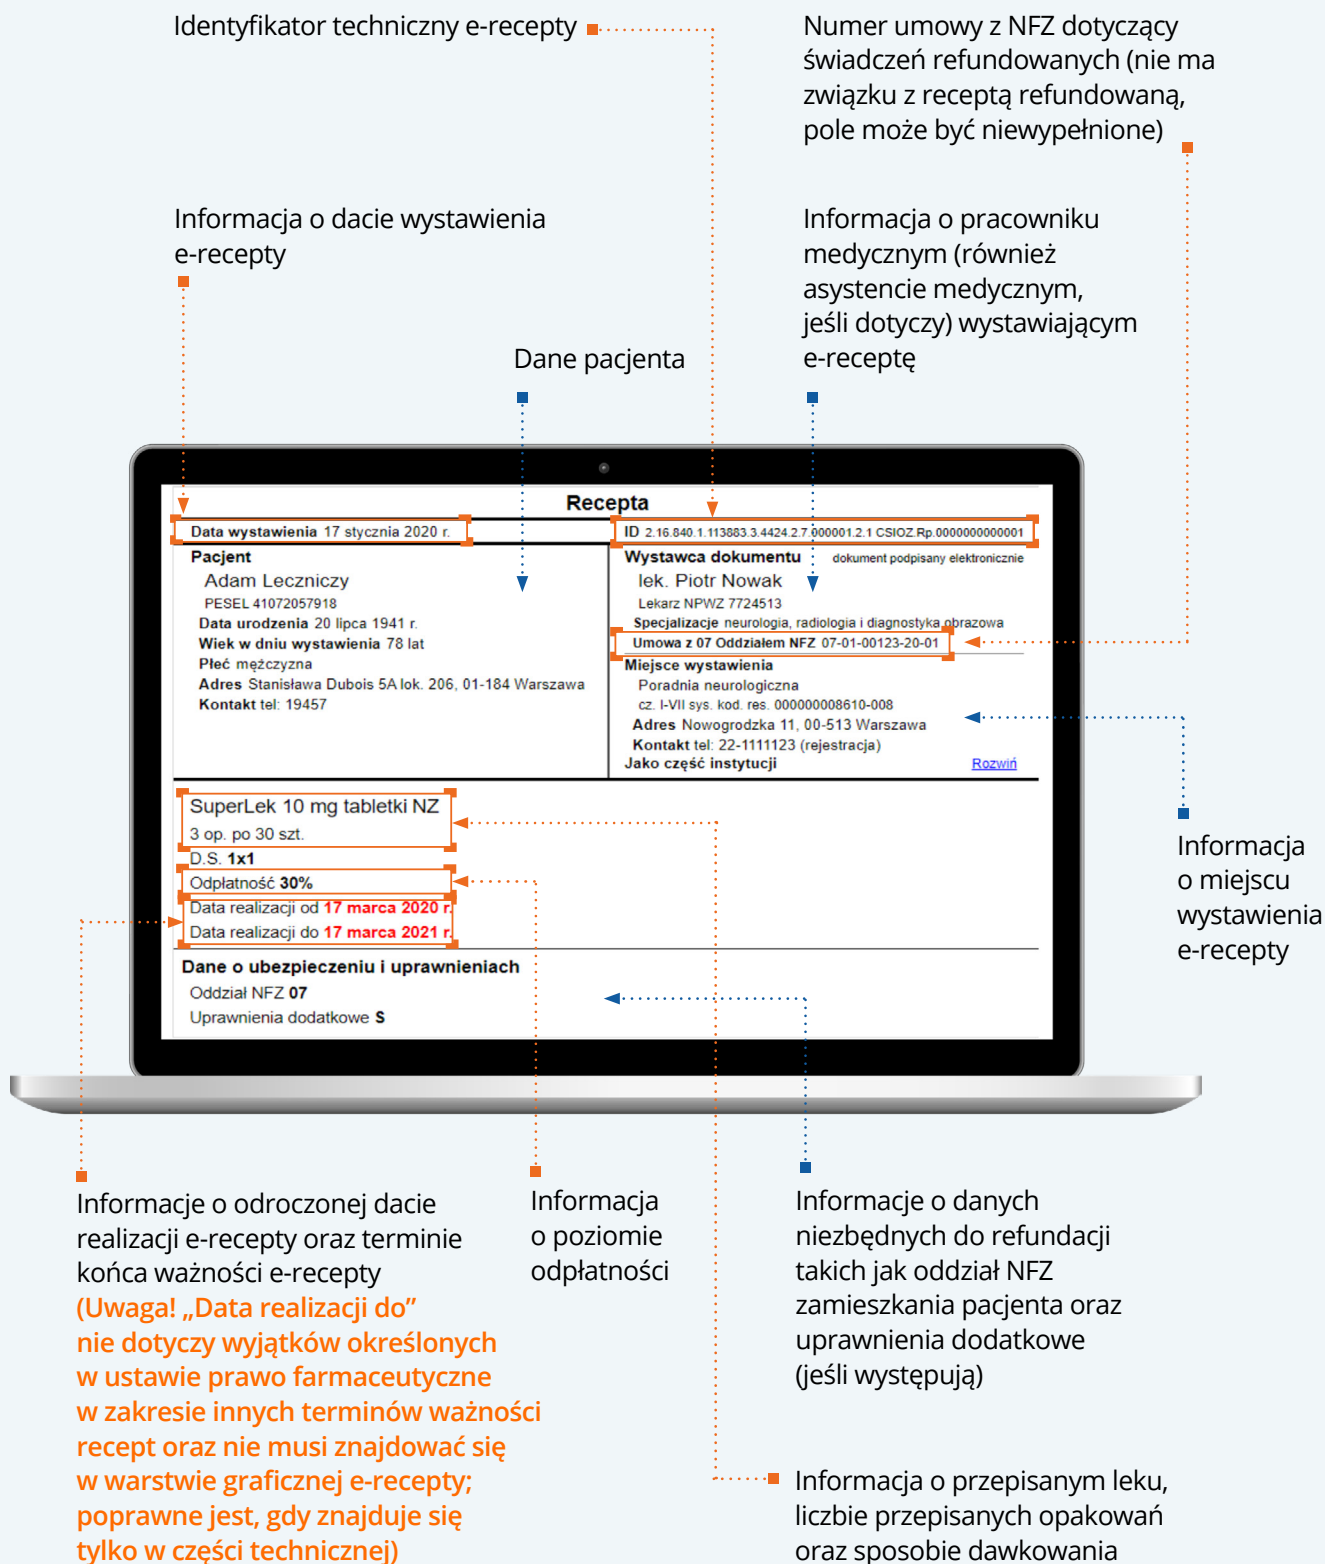 Identyfikator techniczny e-recepty
Numer umowy z NFZ dotyczący
świadczeń refundowanych (nie ma
związku z receptą refundowaną,
pole może być niewypełnione)
Informacja o dacie wystawienia
e-recepty
Informacja o pracowniku
medycznym (również
asystencie medycznym,
jeśli dotyczy) wystawiającym
e-receptę
Dane pacjenta
Recepta
Data wystawienia 17 stycznia 2020 r.
ID 2.16.840.1.113883.3.4424.2.7.000001.2.1 CSIOZ.Rp.0000000000001
Pacjent
Adam Leczniczy
PESEL 41072057918
Data urodzenia 20 lipca 1941 r.
Wiek w dniu wystawienia 78 lat
Płeć mężczyzna
Adres Stanisława Dubois 5A lok. 206, 01-184 Warszawa
Kontakt tel: 19457
Wystawca dokumentu dokument podpisany elektronicznie
lek. Piotr Nowak
Lekarz NPWZ 7724513
Specjalizacje neurologia, radiologia i diagnostyka obrazowa
Umowa z 07 Oddziałem NFZ 07-01-00123-20-01
Miejsce wystawienia
Poradnia neurologiczna
cz. I-VII sys. kod. res. 000000008610-008
Adres Nowogrodzka 11, 00-513 Warszawa
Kontakt tel: 22-1111123 (rejestracja)
Jako część instytucji Rozwiń
SuperLek 10 mg tabletki NZ
3 op. po 30 szt.
D.S. 1x1
Odpłatność 30%
Data realizacji od 17 marca 2020 r.
Data realizacji do 17 marca 2021 r.
Dane o ubezpieczeniu i uprawnieniach
Oddział NFZ 07
Uprawnienia dodatkowe S
Informacja
o miejscu
wystawienia
e-recepty
Informacje o odroczonej dacie
realizacji e-recepty oraz terminie
końca ważności e-recepty
(Uwaga! „Data realizacji do”
nie dotyczy wyjątków określonych
w ustawie prawo farmaceutyczne
w zakresie innych terminów ważności
recept oraz nie musi znajdować się
w warstwie graficznej e-recepty;
poprawne jest, gdy znajduje się
tylko w części technicznej)
Informacja
o poziomie
odpłatności
Informacje o danych
niezbędnych do refundacji
takich jak oddział NFZ
zamieszkania pacjenta oraz
uprawnienia dodatkowe
(jeśli występują)
Informacja o przepisanym leku,
liczbie przepisanych opakowań
oraz sposobie dawkowania